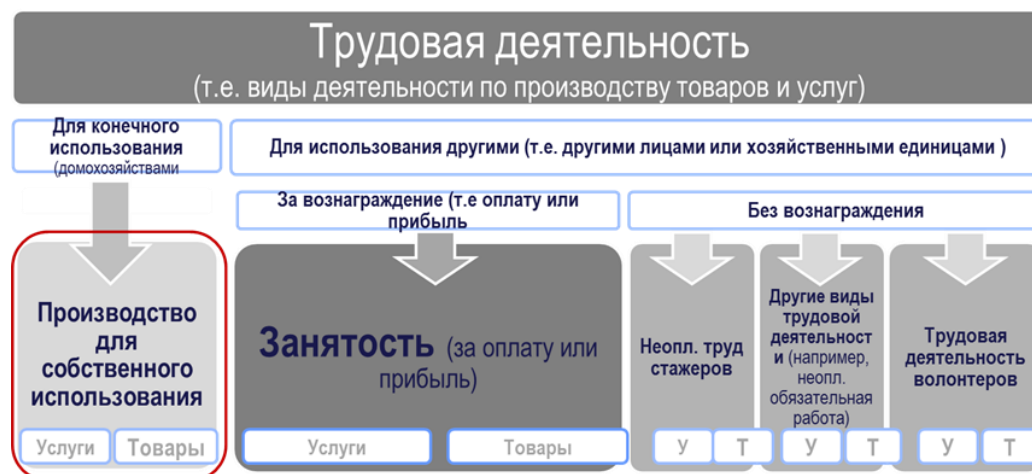 Трудовая деятельность
(т.е. виды деятельности по производству товаров и услуг)
Для конечного
использования
(домохозяйствами
Для использования другими (т.е. другими лицами или хозяйственными единицами )
За вознаграждение (т.е оплату или
прибыль
Без вознаграждения
Производство
для
собственного
использования
Услуги
Товары
Занятость (за оплату или
прибыль)
Услуги
Товары
Неопл. труд
стажеров
У
Т
Другие виды
трудовой
деятельност
и (например,
неопл.
обязательная
работа)
У
Т
Трудовая
деятельность
волонтеров
У
Т